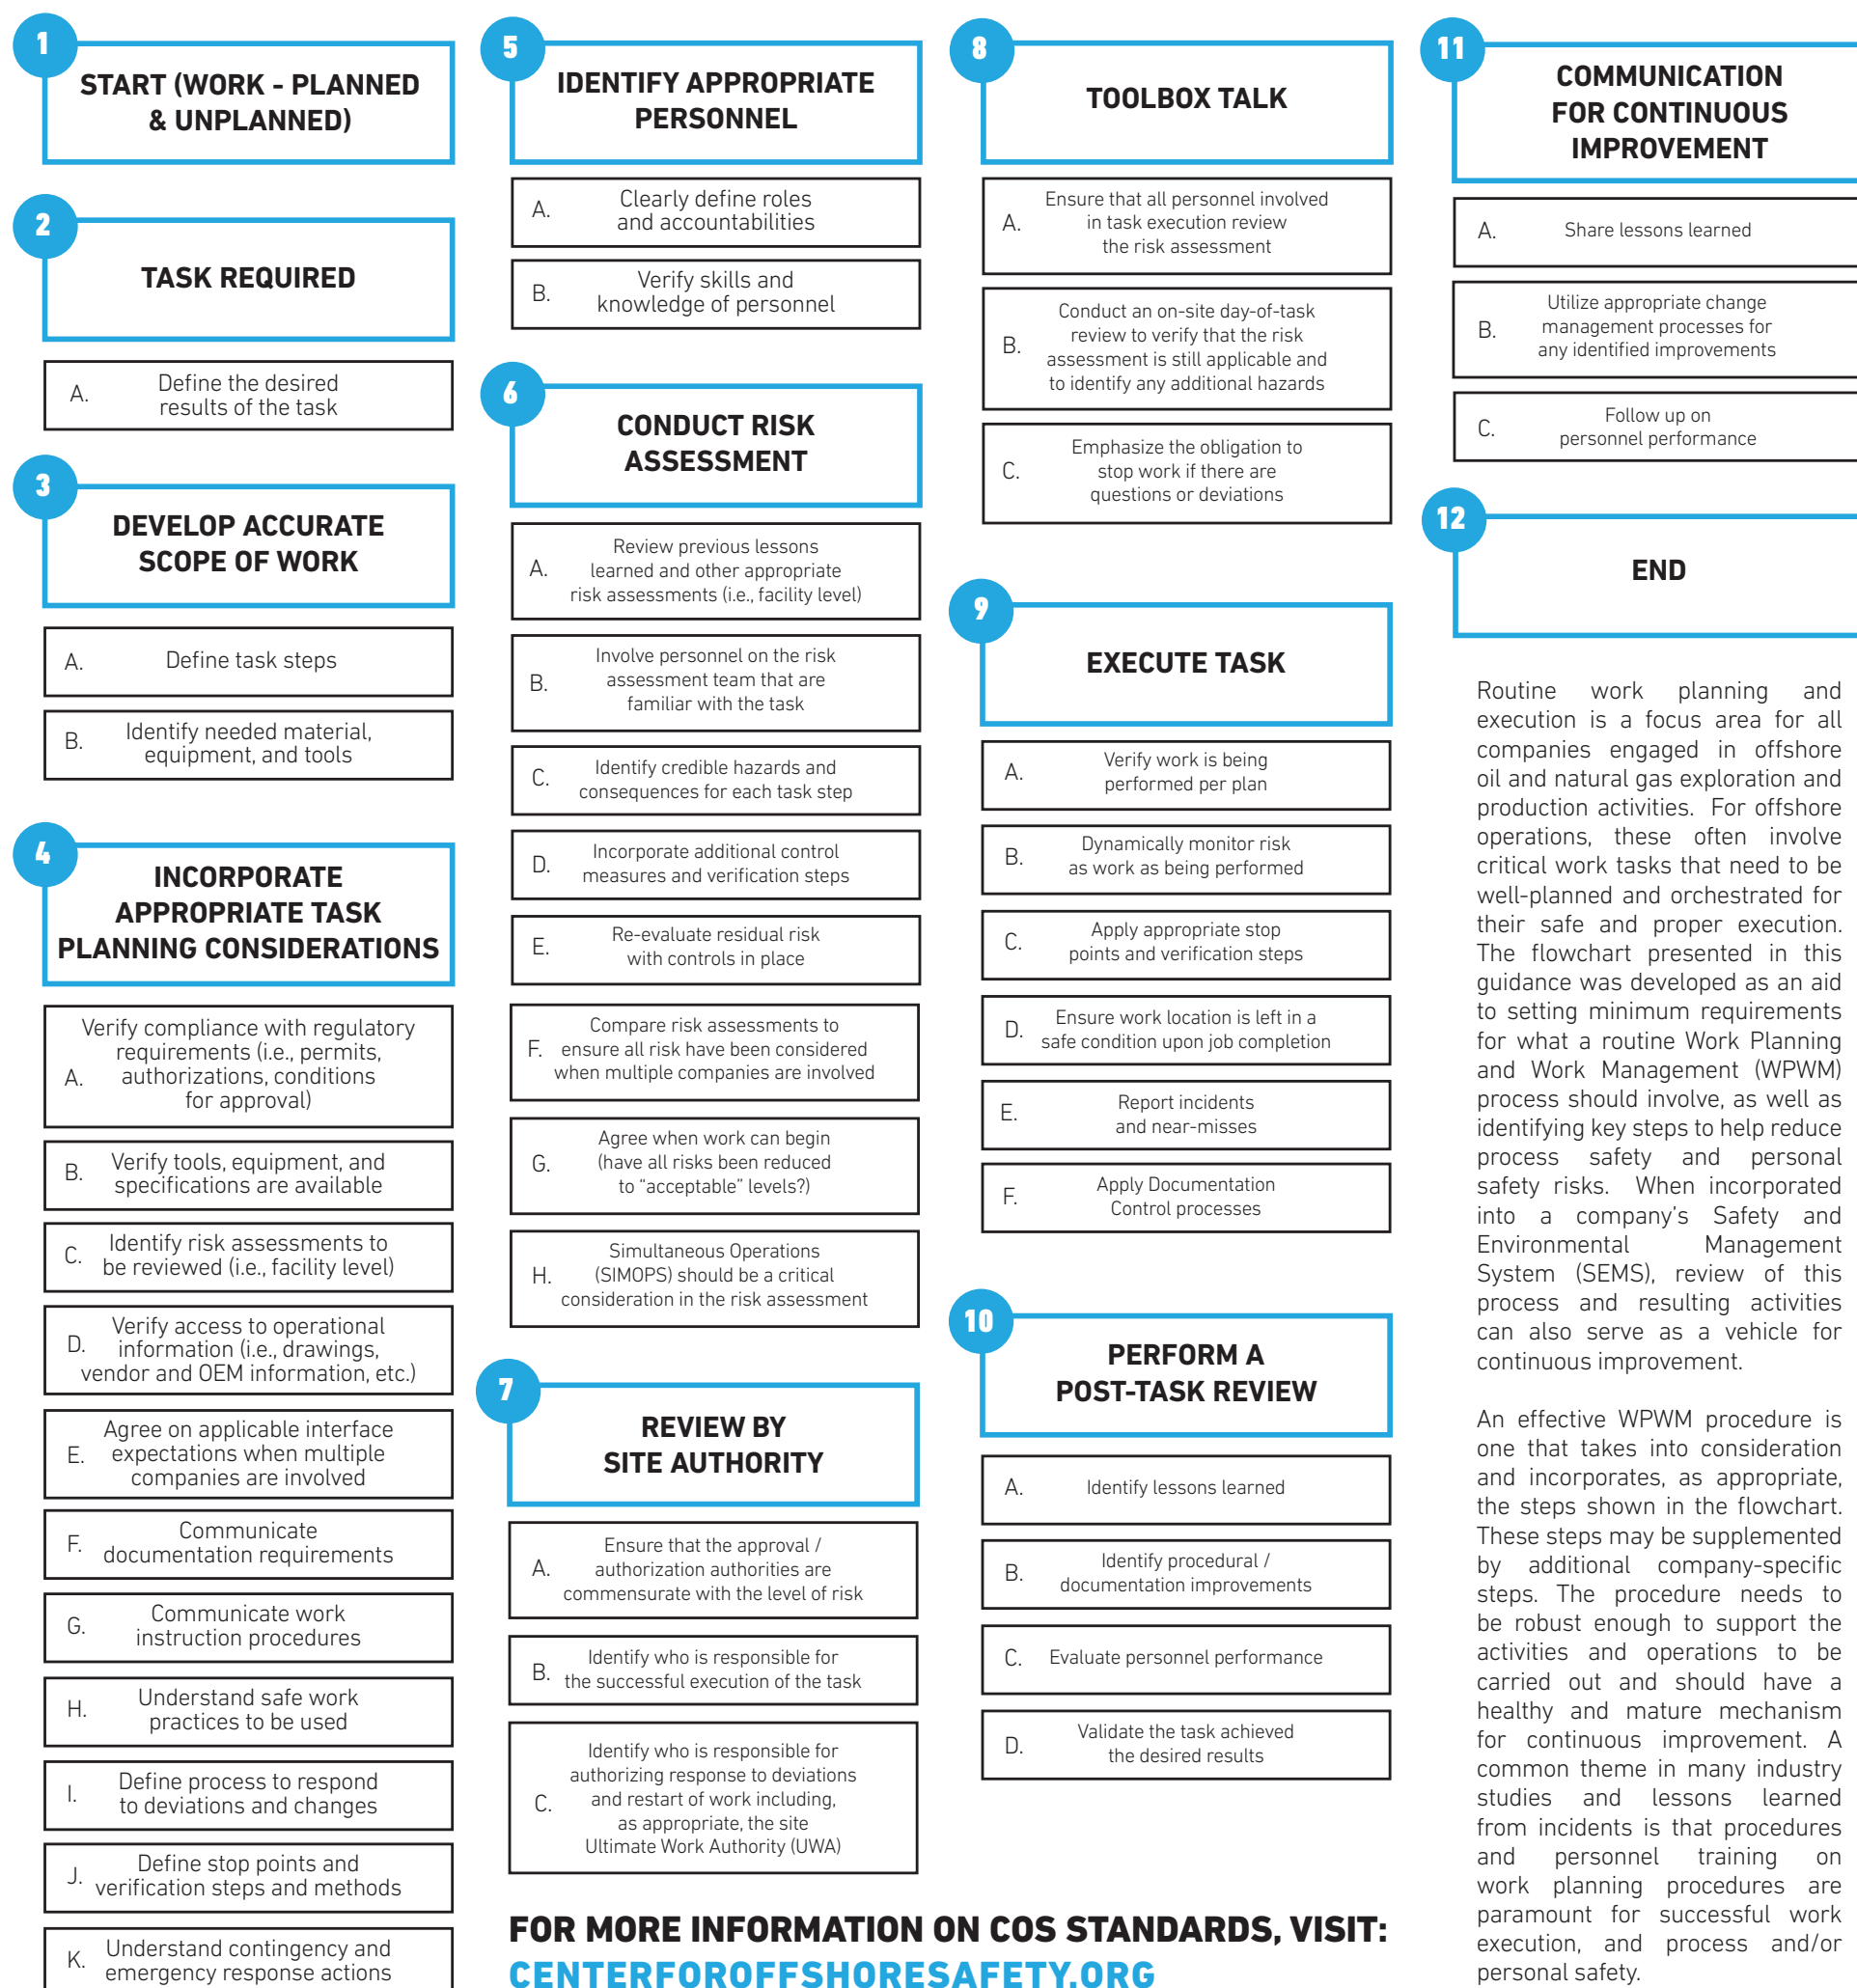 1
START (WORK - PLANNED
& UNPLANNED)
2
TASK REQUIRED
A. Define the desired
results of the task
3
DEVELOP ACCURATE
SCOPE OF WORK
A. Define task steps
B. Identify needed material,
equipment, and tools
4
INCORPORATE
APPROPRIATE TASK
PLANNING CONSIDERATIONS
A. Verify compliance with regulatory
requirements (i.e., permits,
authorizations, conditions
for approval)
B. Verify tools, equipment, and
specifications are available
C. Identify risk assessments to
be reviewed (i.e., facility level)
D. Verify access to operational
information (i.e., drawings,
vendor and OEM information, etc.)
E. Agree on applicable interface
expectations when multiple
companies are involved
F. Communicate
documentation requirements
G. Communicate work
instruction procedures
H. Understand safe work
practices to be used
I. Define process to respond
to deviations and changes
J. Define stop points and
verification steps and methods
K. Understand contingency and
emergency response actions
5
IDENTIFY APPROPRIATE
PERSONNEL
A. Clearly define roles
and accountabilities
B. Verify skills and
knowledge of personnel
6
CONDUCT RISK
ASSESSMENT
A. Review previous lessons
learned and other appropriate
risk assessments (i.e., facility level)
B. Involve personnel on the risk
assessment team that are
familiar with the task
C. Identify credible hazards and
consequences for each task step
D. Incorporate additional control
measures and verification steps
E. Re-evaluate residual risk
with controls in place
F. Compare risk assessments to
ensure all risk have been considered
when multiple companies are involved
G. Agree when work can begin
(have all risks been reduced
to “acceptable” levels?)
H. Simultaneous Operations
(SIMOPS) should be a critical
consideration in the risk assessment
7
REVIEW BY
SITE AUTHORITY
A. Ensure that the approval /
authorization authorities are
commensurate with the level of risk
B. Identify who is responsible for
the successful execution of the task
C. Identify who is responsible for
authorizing response to deviations
and restart of work including,
as appropriate, the site
Ultimate Work Authority (UWA)
8
TOOLBOX TALK
A. Ensure that all personnel involved
in task execution review
the risk assessment
B. Conduct an on-site day-of-task
review to verify that the risk
assessment is still applicable and
to identify any additional hazards
C. Emphasize the obligation to
stop work if there are
questions or deviations
9
EXECUTE TASK
A. Verify work is being
performed per plan
B. Dynamically monitor risk
as work as being performed
C. Apply appropriate stop
points and verification steps
D. Ensure work location is left in a
safe condition upon job completion
E. Report incidents
and near-misses
F. Apply Documentation
Control processes
10
PERFORM A
POST-TASK REVIEW
A. Identify lessons learned
B. Identify procedural /
documentation improvements
C. Evaluate personnel performance
D. Validate the task achieved
the desired results
11
COMMUNICATION
FOR CONTINUOUS
IMPROVEMENT
A. Share lessons learned
B. Utilize appropriate change
management processes for
any identified improvements
C. Follow up on
personnel performance
12
END
Routine work planning and
execution is a focus area for all
companies engaged in offshore
oil and natural gas exploration and
production activities. For offshore
operations, these often involve
critical work tasks that need to be
well-planned and orchestrated for
their safe and proper execution.
The flowchart presented in this
guidance was developed as an aid
to setting minimum requirements
for what a routine Work Planning
and Work Management (WPWM)
process should involve, as well as
identifying key steps to help reduce
process safety and personal
safety risks. When incorporated
into a company’s Safety and
Environmental Management
System (SEMS), review of this
process and resulting activities
can also serve as a vehicle for
continuous improvement.
An effective WPWM procedure is
one that takes into consideration
and incorporates, as appropriate,
the steps shown in the flowchart.
These steps may be supplemented
by additional company-specific
steps. The procedure needs to
be robust enough to support the
activities and operations to be
carried out and should have a
healthy and mature mechanism
for continuous improvement. A
common theme in many industry
studies and lessons learned
from incidents is that procedures
and personnel training on
work planning procedures are
paramount for successful work
execution, and process and/or
personal safety.
FOR MORE INFORMATION ON COS STANDARDS, VISIT:
CENTERFOROFFSHORESAFETY.ORG